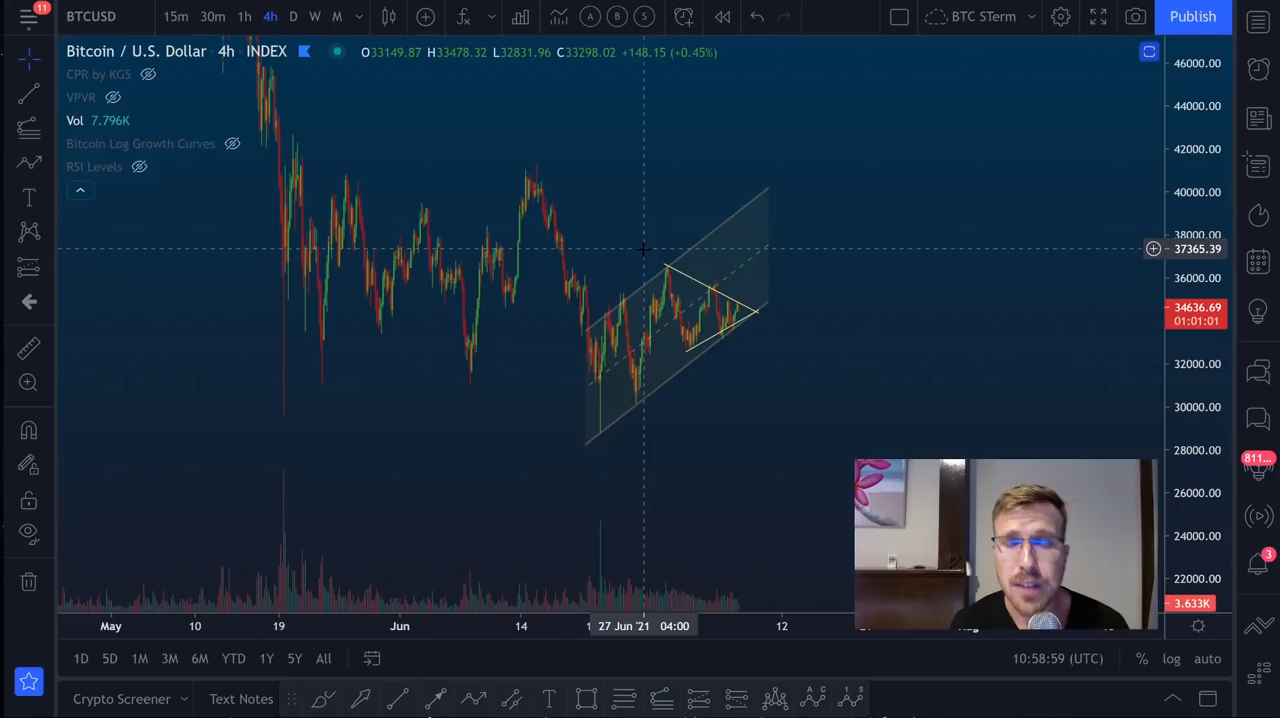 11
BTCUSD 15m 30m 1h 4h D W M BTC STerm Publish
Bitcoin / U.S. Dollar · 4h · INDEX O33149.87 H33478.32 L32831.96 C33298.02 +148.15 (+0.45%)
CPR by KGS
VPVR
Vol 7.796K
Bitcoin Log Growth Curves
RSI Levels
46000.00
44000.00
42000.00
40000.00
38000.00
37365.39
36000.00
34636.69
01:01:01
32000.00
30000.00
28000.00
26000.00
24000.00
22000.00
3.633K
811...
3
May 10 19 Jun 14 27 Jun '21 04:00 12
1D 5D 1M 3M 6M YTD 1Y 5Y All 10:58:59 (UTC) % log auto
Crypto Screener Text Notes